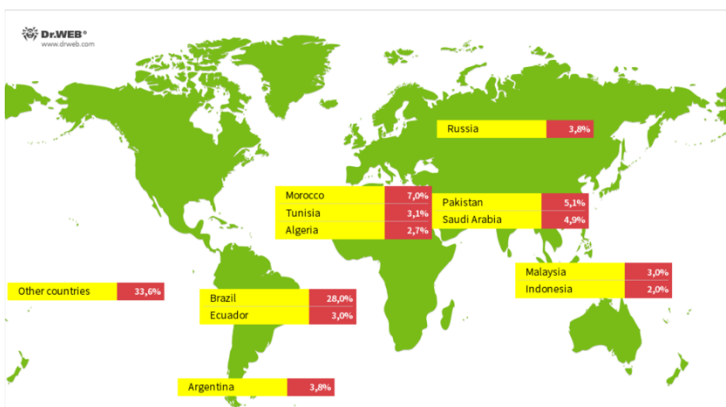 Dr.WEB®
www.drweb.com
Russia 3,8%
Morocco 7,0%
Tunisia 3,1%
Algeria 2,7%
Pakistan 5,1%
Saudi Arabia 4,9%
Malaysia 3,0%
Indonesia 2,0%
Other countries 33,6%
Brazil 28,0%
Ecuador 3,0%
Argentina 3,8%